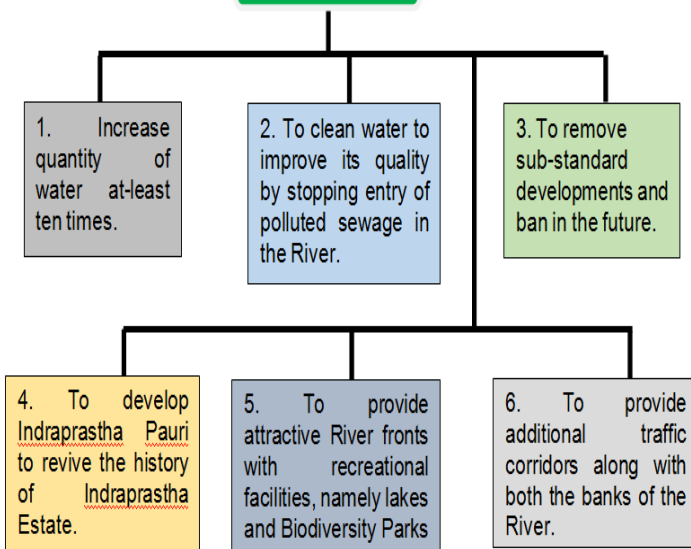 1. Increase
quantity of
water at-least
ten times.
2. To clean water to
improve its quality
by stopping entry of
polluted sewage in
the River.
3. To remove
sub-standard
developments and
ban in the future.
4. To develop
Indraprastha Pauri
to revive the history
of Indraprastha
Estate.
5. To provide
attractive River fronts
with recreational
facilities, namely lakes
and Biodiversity Parks
6. To provide
additional traffic
corridors along with
both the banks of the
River.